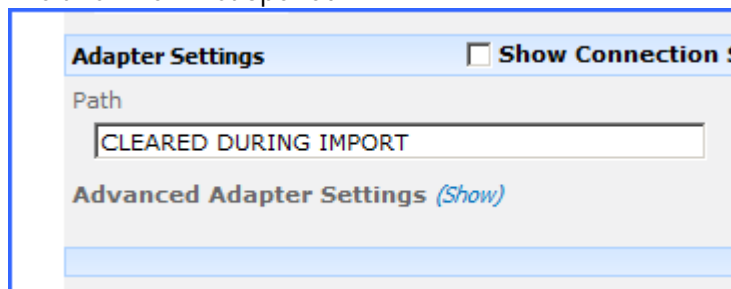 Adapter Settings
Show Connection
Path
CLEARED DURING IMPORT
Advanced Adapter Settings (Show)